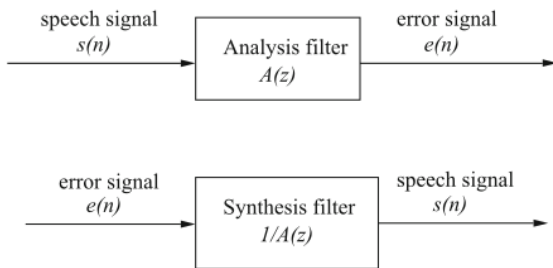 speech signal
s(n)
Analysis filter
A(z)
error signal
e(n)
error signal
e(n)
Synthesis filter
1/A(z)
speech signal
s(n)